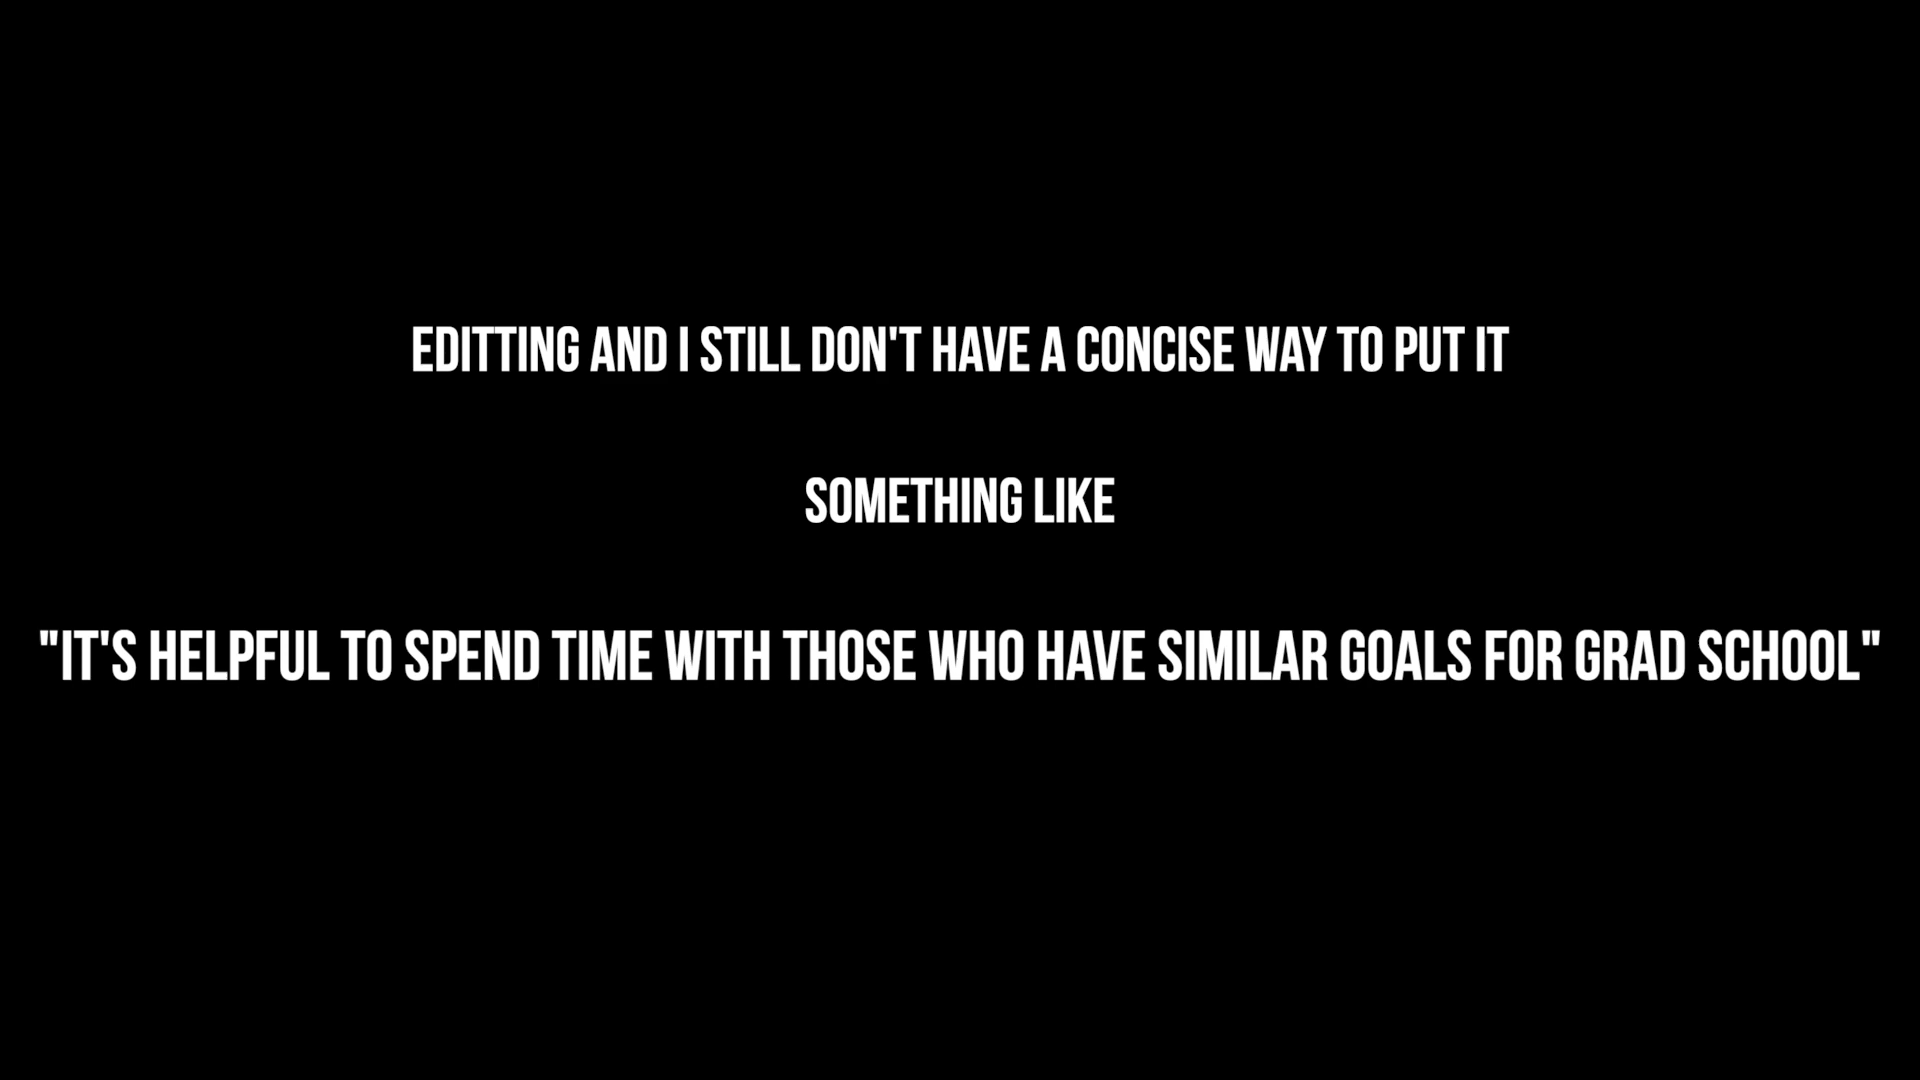 EDITTING AND I STILL DON'T HAVE A CONCISE WAY TO PUT IT
SOMETHING LIKE
"IT'S HELPFUL TO SPEND TIME WITH THOSE WHO HAVE SIMILAR GOALS FOR GRAD SCHOOL"